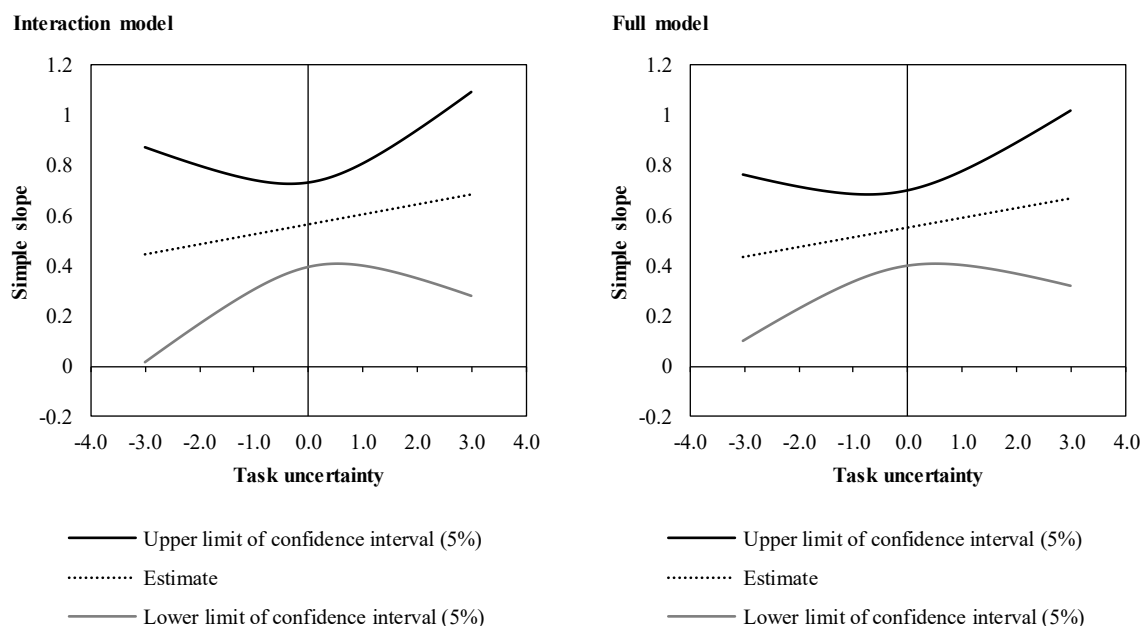 Interaction model
1.2
1
0.8
0.6
0.4
0.2
0
-0.2
Simple slope
-4.0 -3.0 -2.0 -1.0 0.0 1.0 2.0 3.0 4.0
Task uncertainty
Upper limit of confidence interval (5%)
Estimate
Lower limit of confidence interval (5%)
Full model
1.2
1
0.8
0.6
0.4
0.2
0
-0.2
Simple slope
-4.0 -3.0 -2.0 -1.0 0.0 1.0 2.0 3.0 4.0
Task uncertainty
Upper limit of confidence interval (5%)
Estimate
Lower limit of confidence interval (5%)